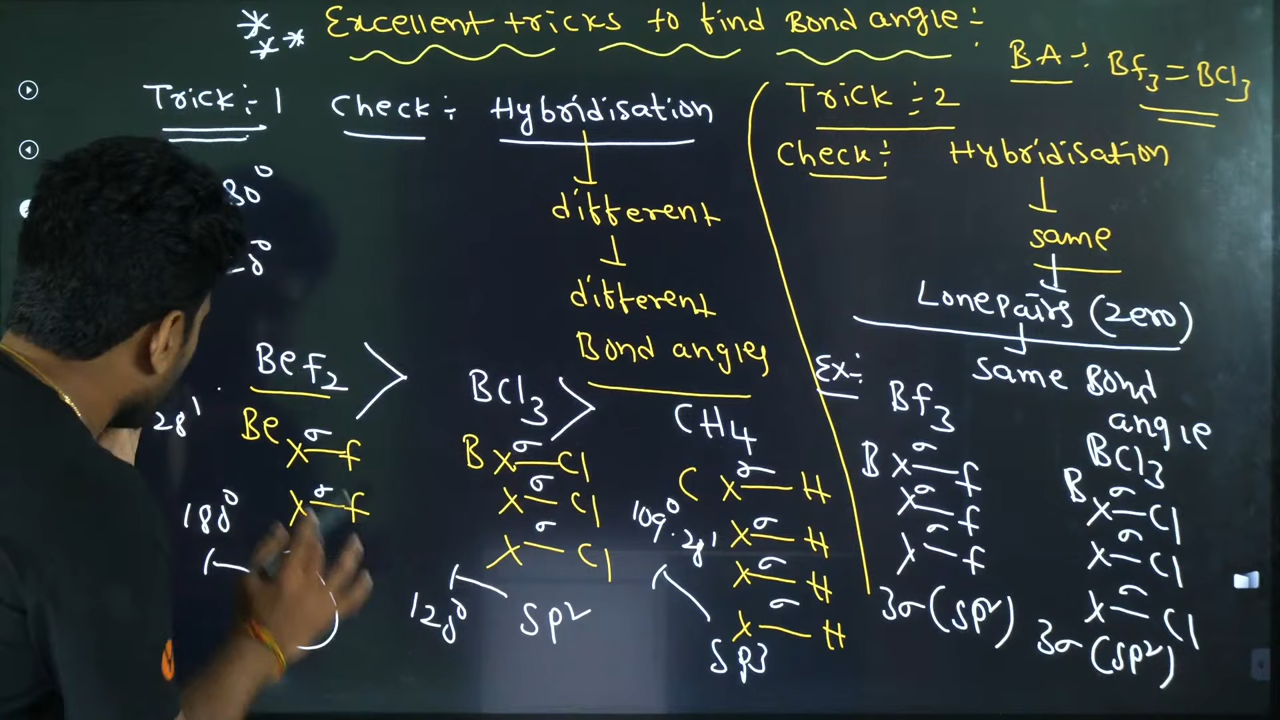 *** Excellent tricks to find Bond angle :-
BA :- Bf3 = BCl3
Trick :- 1 Check :- Hybridisation
different
different
Bond angles
80°
28'
Bef2 > BCl3 > CH4
Be x σ f
x σ f
180°
B x σ Cl
x σ Cl
x σ Cl
120° sp2
C x σ H
x σ H
x σ H
x σ H
109.28'
sp3
Trick :- 2
Check :- Hybridisation
same
Lonepairs (zero)
same Bond
angle
Ex :- Bf3
B x σ f
x σ f
x σ f
3σ (sp2)
BCl3
B x σ Cl
x σ Cl
x σ Cl
3σ (sp2)